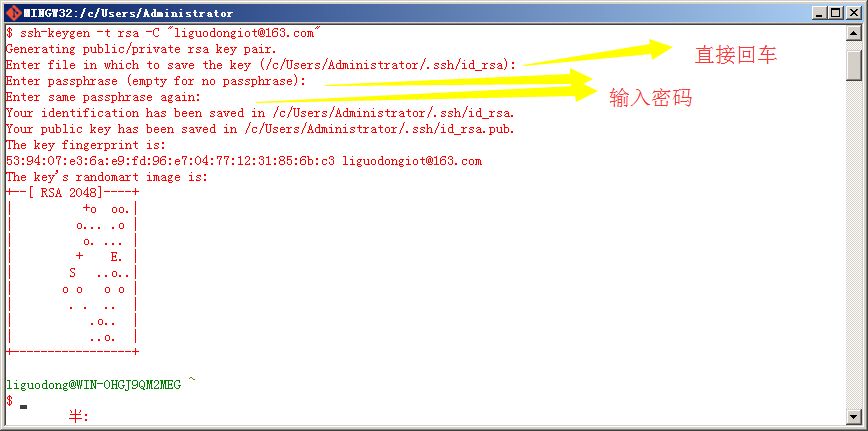 MINGW32:/c/Users/Administrator
$ ssh-keygen -t rsa -C "liguodongiot@163.com"
Generating public/private rsa key pair.
Enter file in which to save the key (/c/Users/Administrator/.ssh/id_rsa):
直接回车
Enter passphrase (empty for no passphrase):
输入密码
Enter same passphrase again:
Your identification has been saved in /c/Users/Administrator/.ssh/id_rsa.
Your public key has been saved in /c/Users/Administrator/.ssh/id_rsa.pub.
The key fingerprint is:
53:94:07:e3:6a:e9:fd:96:e7:04:77:12:31:85:6b:c3 liguodongiot@163.com
The key's randomart image is:
+--[ RSA 2048]----+
|          +o  oo.|
|         o... .o |
|          o. ... |
|         +    E. |
|        S   ..o..|
|       o o   o o |
|        . .  ..  |
|           .o..  |
|           ..o.  |
+-----------------+
liguodong@WIN-OHGJ9QM2MEG ~
$
半: